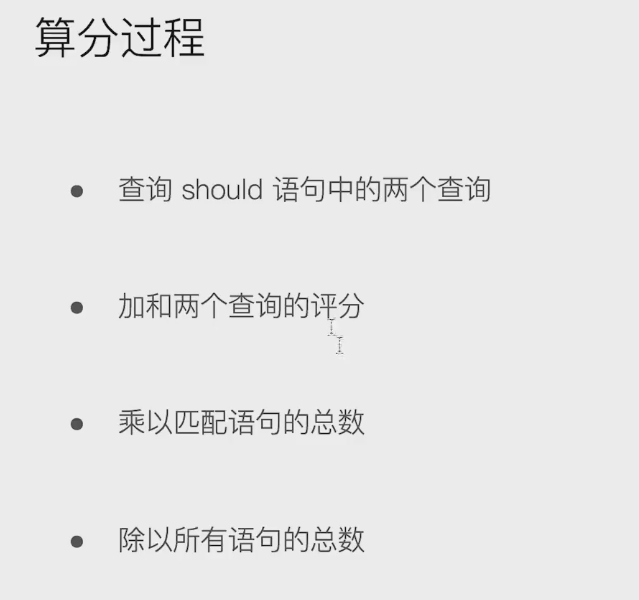 算分过程
查询 should 语句中的两个查询
加和两个查询的评分
乘以匹配语句的总数
除以所有语句的总数